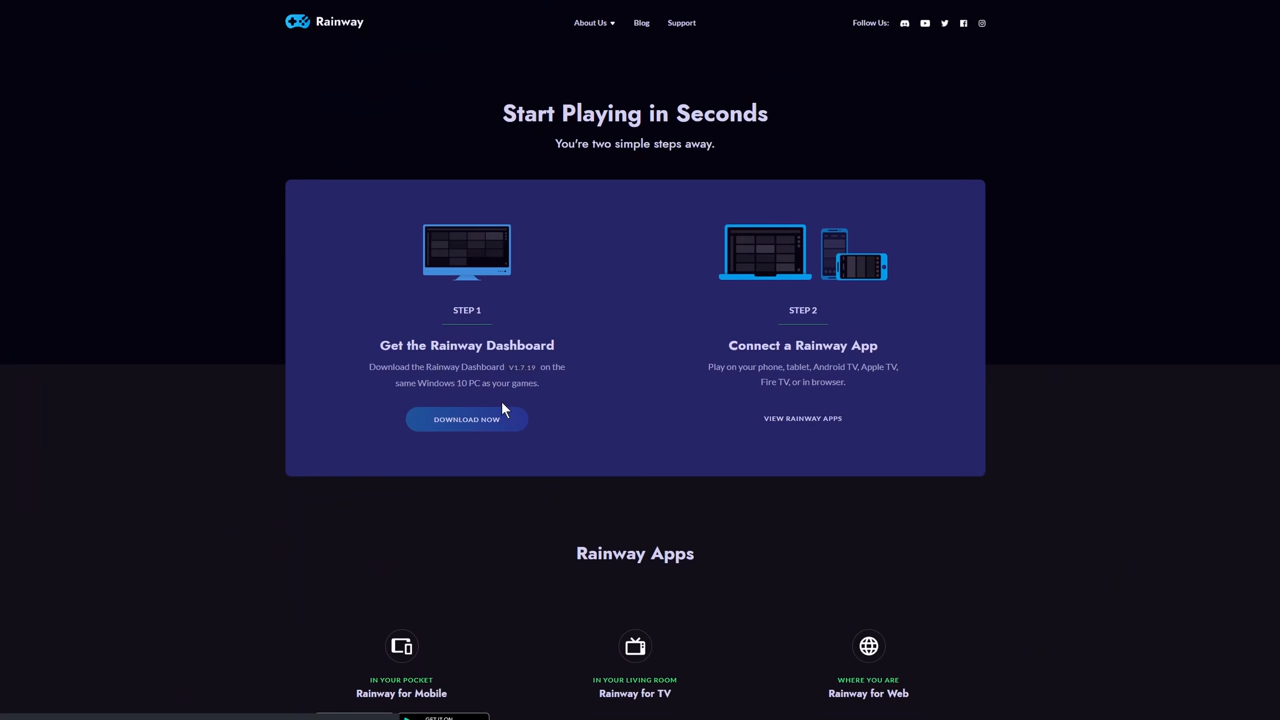 Rainway
About Us
Blog
Support
Follow Us:
Start Playing in Seconds
You're two simple steps away.
STEP 1
Get the Rainway Dashboard
Download the Rainway Dashboard V1.7.19 on the
same Windows 10 PC as your games.
DOWNLOAD NOW
STEP 2
Connect a Rainway App
Play on your phone, tablet, Android TV, Apple TV,
Fire TV, or in browser.
VIEW RAINWAY APPS
Rainway Apps
IN YOUR POCKET
Rainway for Mobile
IN YOUR LIVING ROOM
Rainway for TV
WHERE YOU ARE
Rainway for Web
GET IT ON